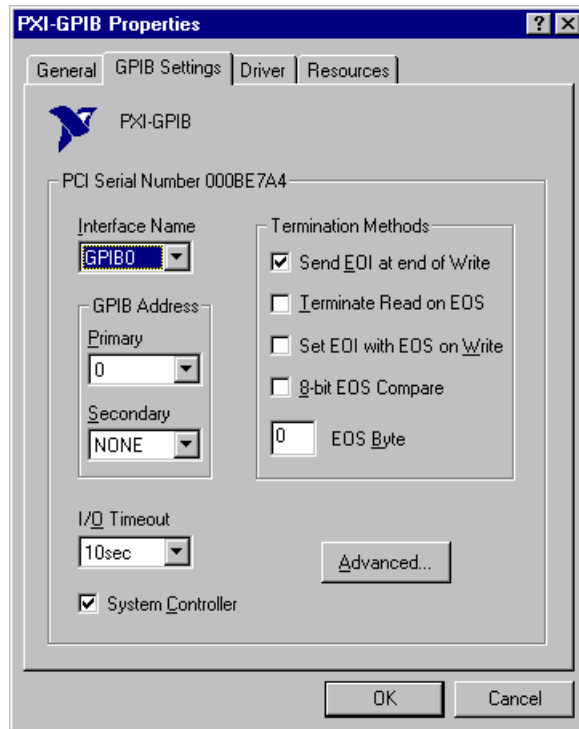 PXI-GPIB Properties
General GPIB Settings Driver Resources
PXI-GPIB
PCI Serial Number 000BE7A4
Interface Name
GPIB0
GPIB Address
Primary
0
Secondary
NONE
I/O Timeout
10sec
System Controller
Termination Methods
Send EOI at end of Write
Terminate Read on EOS
Set EOI with EOS on Write
8-bit EOS Compare
0 EOS Byte
Advanced...
OK Cancel